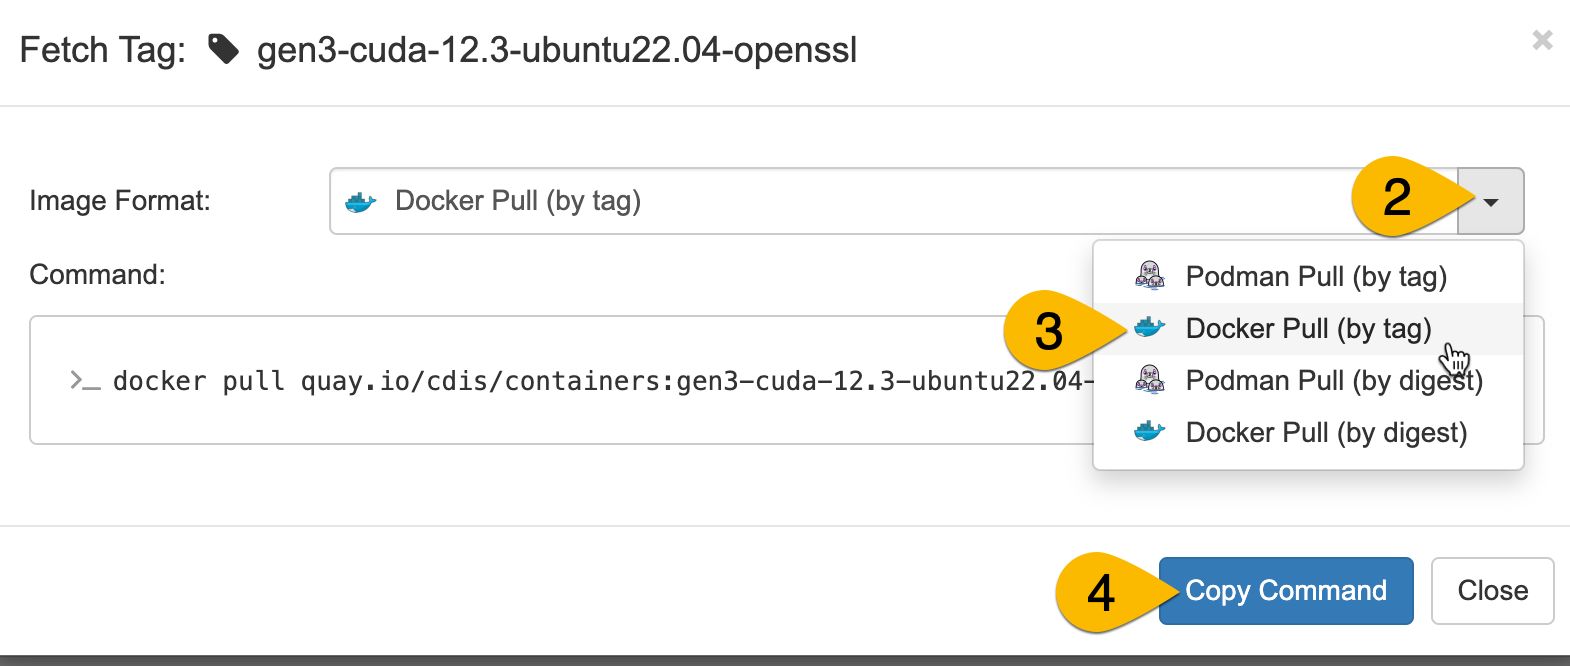 Fetch Tag: gen3-cuda-12.3-ubuntu22.04-openssl
×
Image Format:
Docker Pull (by tag)
2
Command:
Podman Pull (by tag)
3
Docker Pull (by tag)
Podman Pull (by digest)
Docker Pull (by digest)
>_ docker pull quay.io/cdis/containers:gen3-cuda-12.3-ubuntu22.04-
4
Copy Command
Close